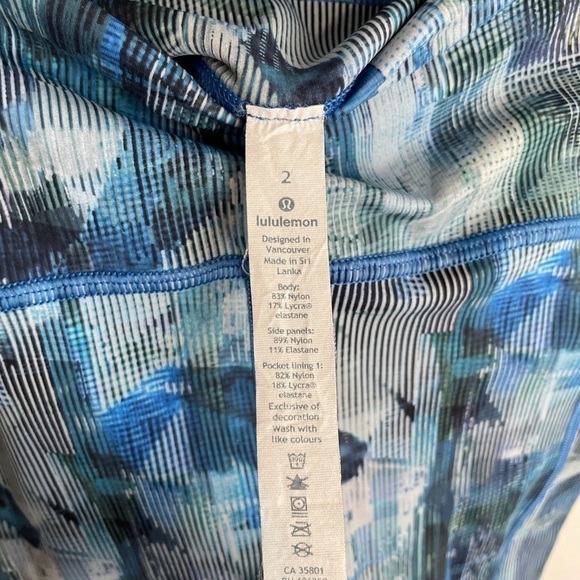 2
lululemon
Designed in
Vancouver
Made in Sri
Lanka
Body:
83% Nylon
17% Lycra®
elastane
Side panels:
89% Nylon
11% Elastane
Pocket lining 1:
82% Nylon
18% Lycra®
elastane
Exclusive of
decoration
Wash with
like colours
CA 35801